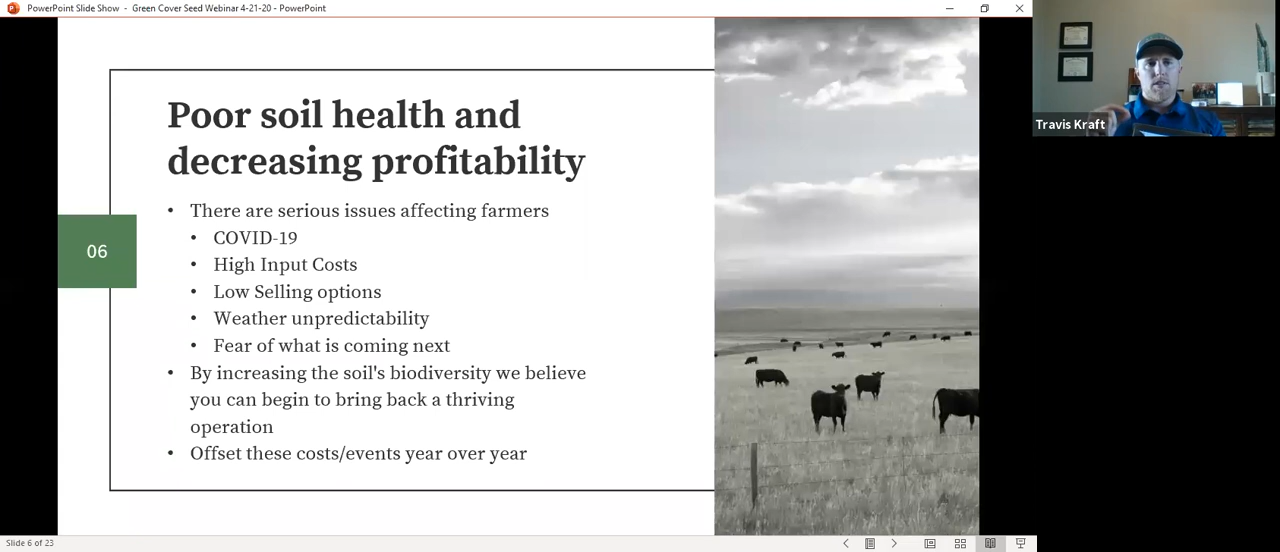 PowerPoint Slide Show - Green Cover Seed Webinar 4-21-20 - PowerPoint
Travis Kraft
Poor soil health and
decreasing profitability
• There are serious issues affecting farmers
• COVID-19
• High Input Costs
• Low Selling options
• Weather unpredictability
• Fear of what is coming next
• By increasing the soil's biodiversity we believe
you can begin to bring back a thriving
operation
• Offset these costs/events year over year
06
Slide 6 of 23